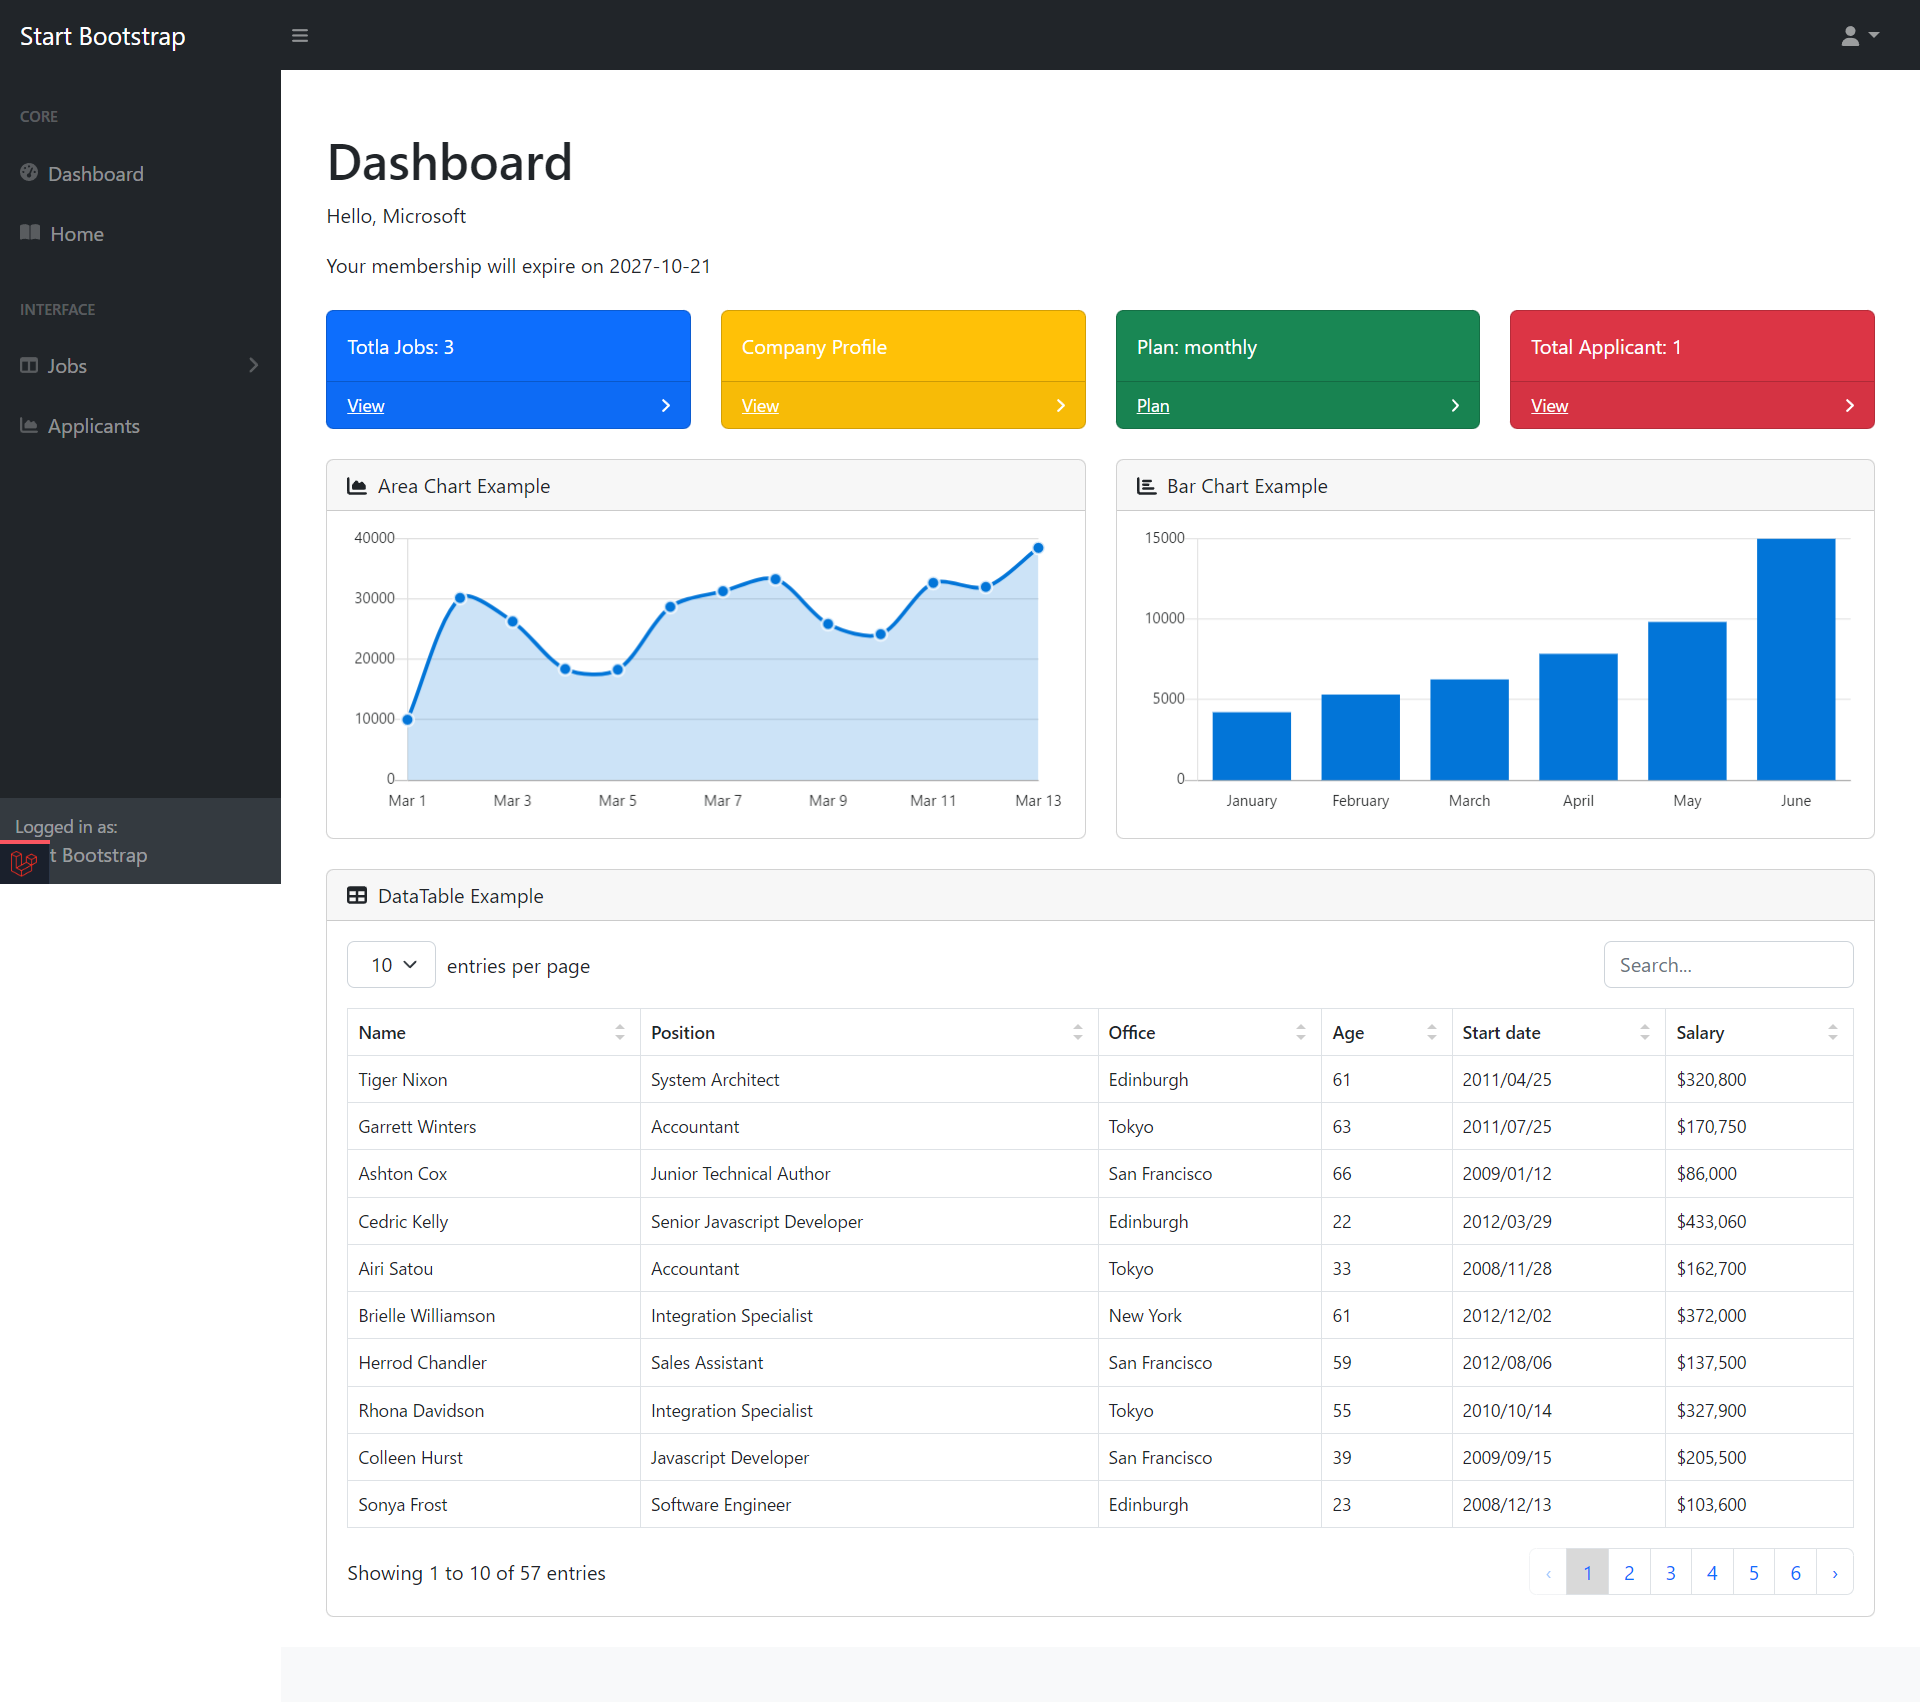 Start Bootstrap
CORE
Dashboard
Home
INTERFACE
Jobs
Applicants
Logged in as:
t Bootstrap
Dashboard
Hello, Microsoft
Your membership will expire on 2027-10-21
Totla Jobs: 3
View
Company Profile
View
Plan: monthly
Plan
Total Applicant: 1
View
Area Chart Example
40000
30000
20000
10000
0
Mar 1 Mar 3 Mar 5 Mar 7 Mar 9 Mar 11 Mar 13
Bar Chart Example
15000
10000
5000
0
January February March April May June
DataTable Example
10 entries per page
Search...
Name Position Office Age Start date Salary
Tiger Nixon System Architect Edinburgh 61 2011/04/25 $320,800
Garrett Winters Accountant Tokyo 63 2011/07/25 $170,750
Ashton Cox Junior Technical Author San Francisco 66 2009/01/12 $86,000
Cedric Kelly Senior Javascript Developer Edinburgh 22 2012/03/29 $433,060
Airi Satou Accountant Tokyo 33 2008/11/28 $162,700
Brielle Williamson Integration Specialist New York 61 2012/12/02 $372,000
Herrod Chandler Sales Assistant San Francisco 59 2012/08/06 $137,500
Rhona Davidson Integration Specialist Tokyo 55 2010/10/14 $327,900
Colleen Hurst Javascript Developer San Francisco 39 2009/09/15 $205,500
Sonya Frost Software Engineer Edinburgh 23 2008/12/13 $103,600
Showing 1 to 10 of 57 entries
‹ 1 2 3 4 5 6 ›